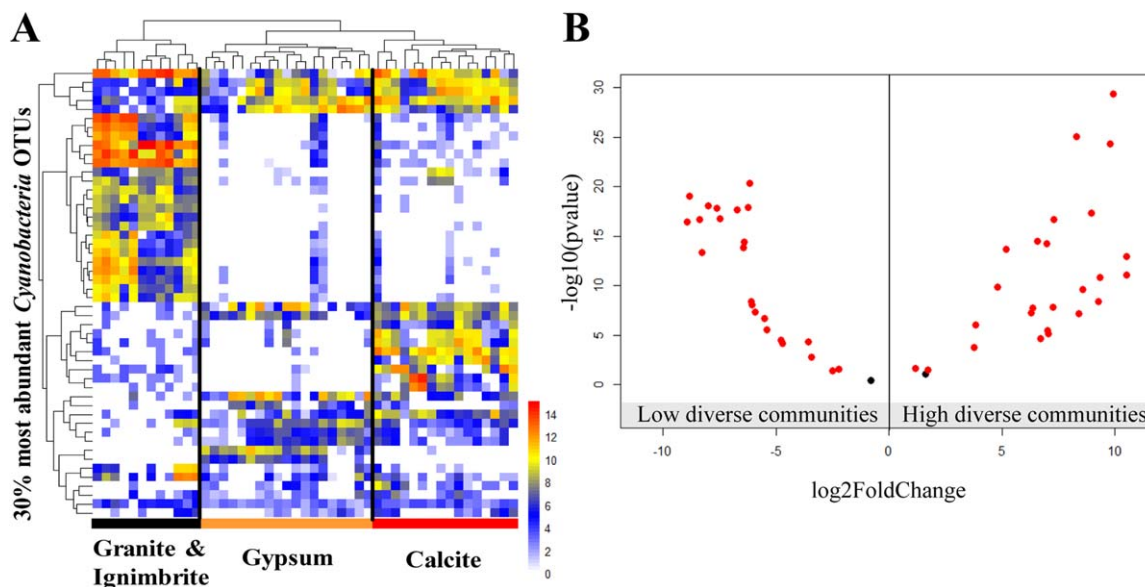 A
30% most abundant Cyanobacteria OTUs
14
12
10
8
6
4
2
0
Granite &
Ignimbrite
Gypsum
Calcite
B
-log10(pvalue)
30
25
20
15
10
5
0
Low diverse communities
High diverse communities
-10
-5
0
5
10
log2FoldChange